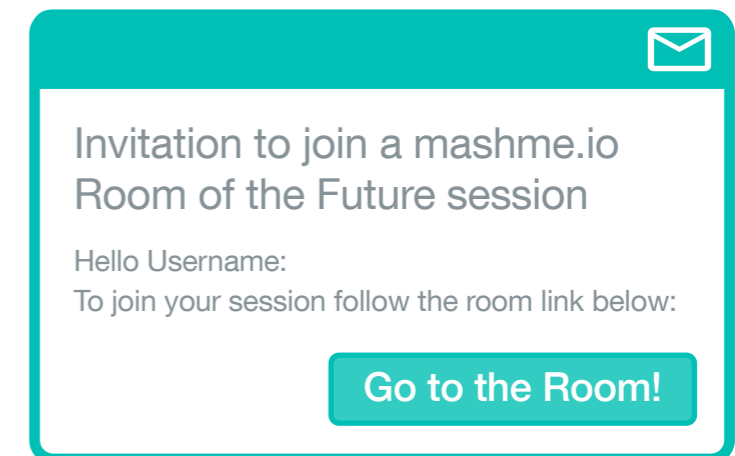 Invitation to join a mashme.io
Room of the Future session
Hello Username:
To join your session follow the room link below:
Go to the Room!